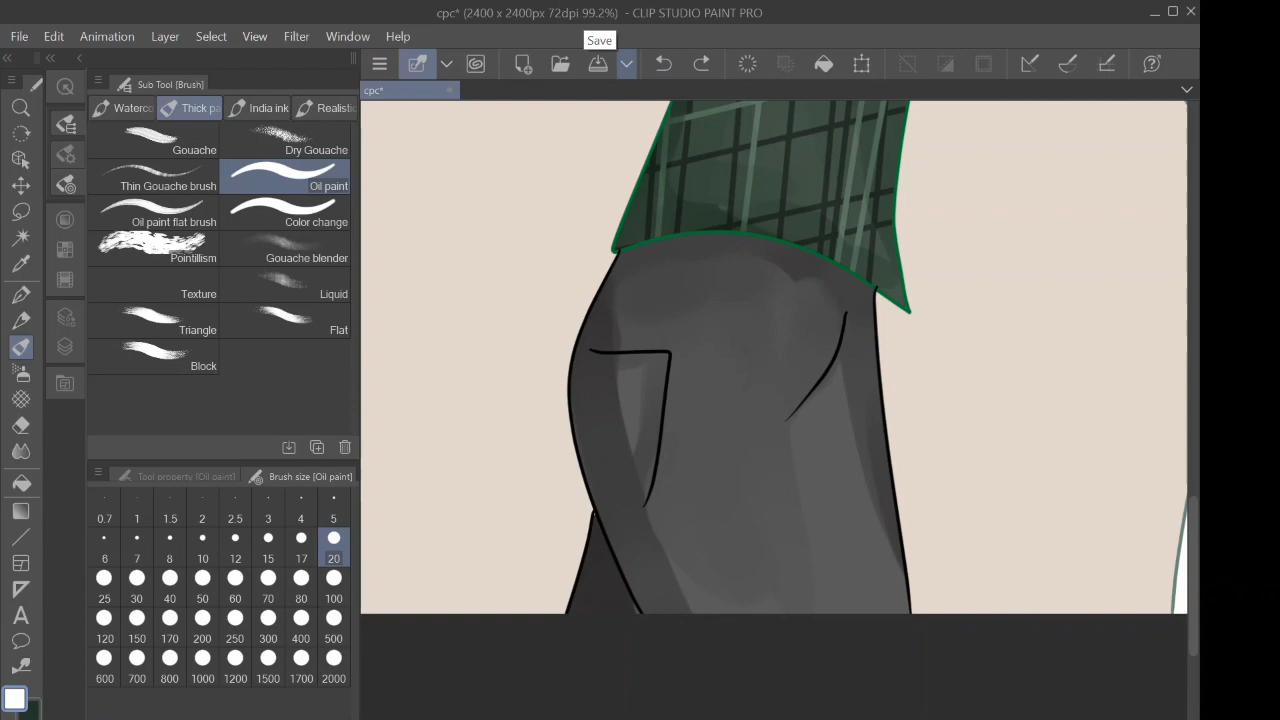 cpc* (2400 x 2400px 72dpi 99.2%) - CLIP STUDIO PAINT PRO
File Edit Animation Layer Select View Filter Window Help
Save
Sub Tool [Brush]
cpc*
Waterco Thick pa India ink Realistic
Gouache Dry Gouache
Thin Gouache brush Oil paint
Oil paint flat brush Color change
Pointillism Gouache blender
Texture Liquid
Triangle Flat
Block
Tool property [Oil paint] Brush size [Oil paint]
0.7 1 1.5 2 2.5 3 4 5
6 7 8 10 12 15 17 20
25 30 40 50 60 70 80 100
120 150 170 200 250 300 400 500
600 700 800 1000 1200 1500 1700 2000